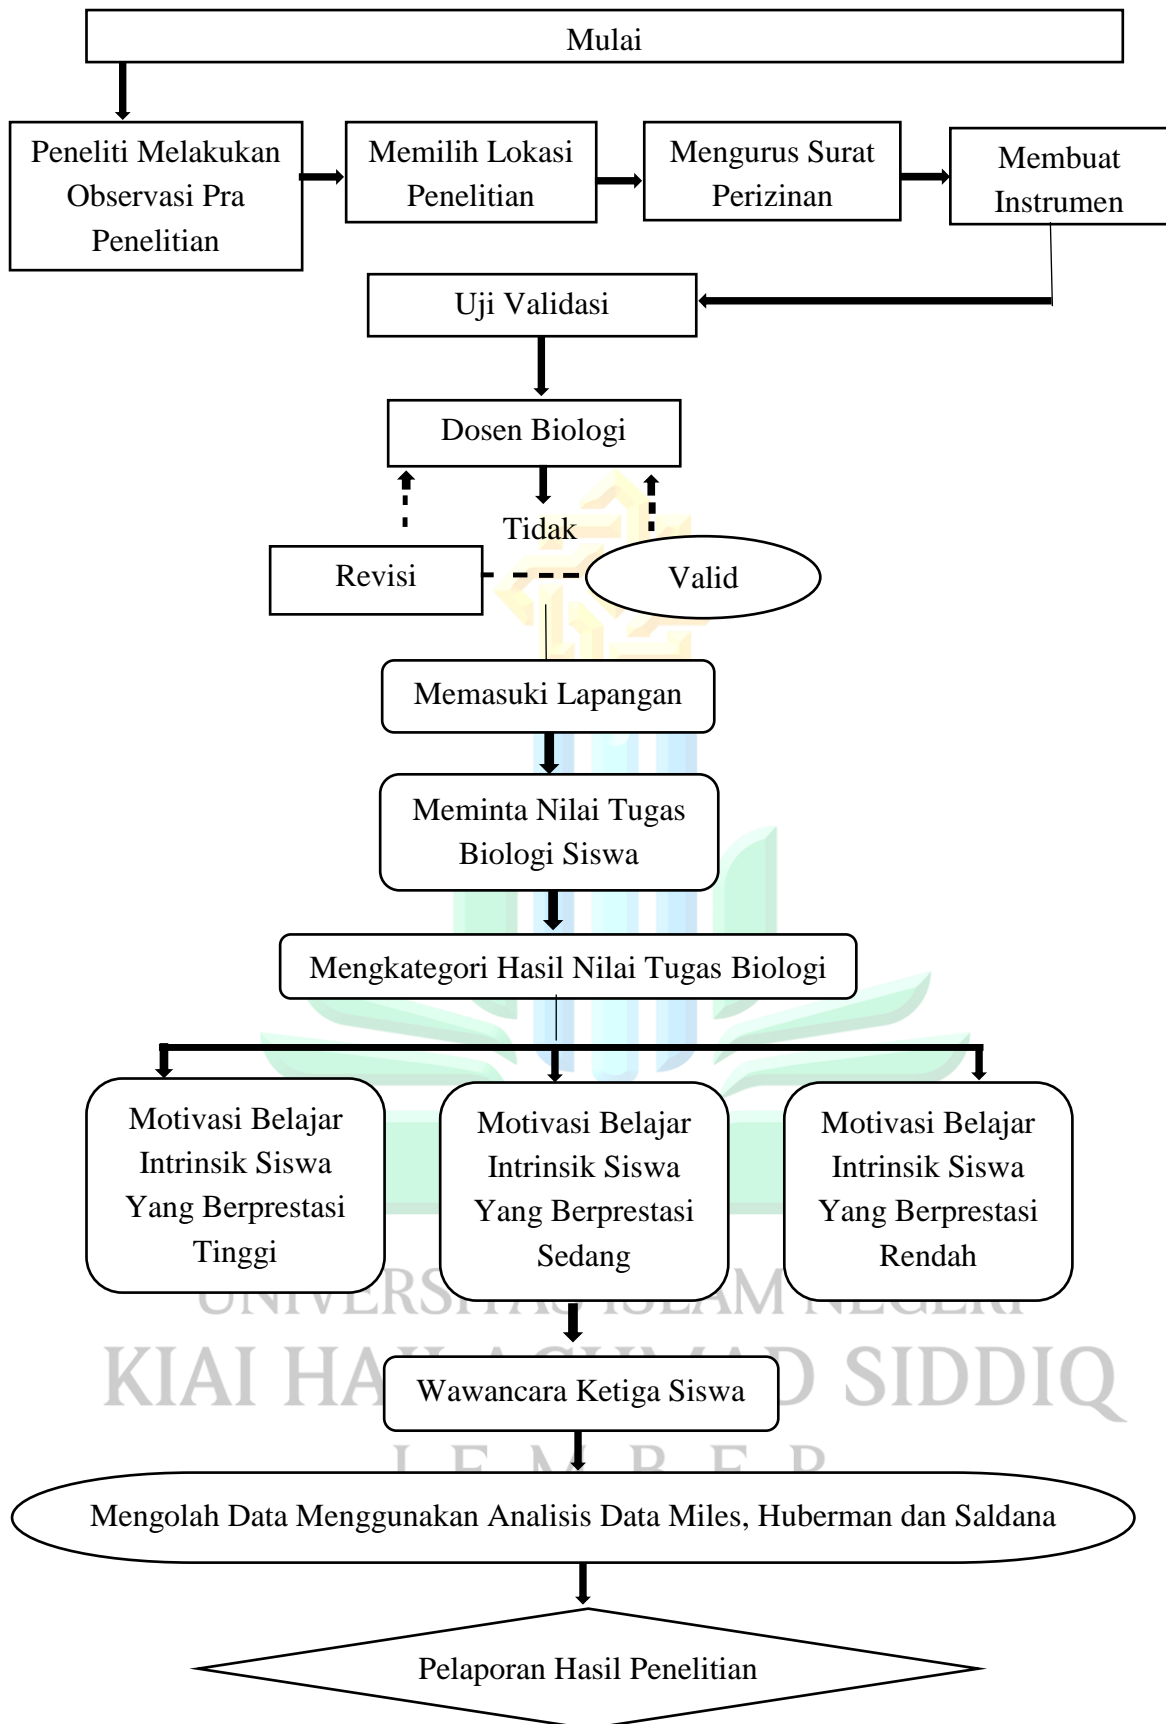 Mulai
Peneliti Melakukan
Observasi Pra
Penelitian
Memilih Lokasi
Penelitian
Mengurus Surat
Perizinan
Membuat
Instrumen
Uji Validasi
Dosen Biologi
Tidak
Revisi
Valid
Memasuki Lapangan
Meminta Nilai Tugas
Biologi Siswa
Mengkategori Hasil Nilai Tugas Biologi
Motivasi Belajar
Intrinsik Siswa
Yang Berprestasi
Tinggi
Motivasi Belajar
Intrinsik Siswa
Yang Berprestasi
Sedang
Motivasi Belajar
Intrinsik Siswa
Yang Berprestasi
Rendah
UNIVERSITAS ISLAM NEGERI
KIAI HAJI ACHMAD SIDDIQ
Wawancara Ketiga Siswa
J E M B E R
Mengolah Data Menggunakan Analisis Data Miles, Huberman dan Saldana
Pelaporan Hasil Penelitian